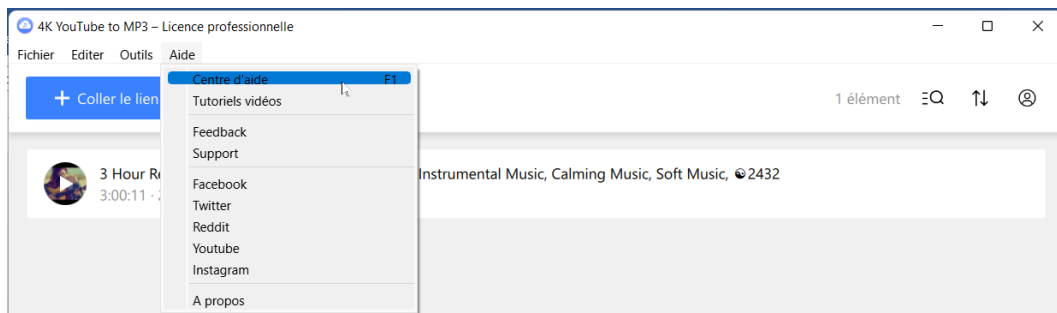 4K YouTube to MP3 – Licence professionnelle
Fichier Editer Outils Aide
Centre d'aide F1
+ Coller le lien
Tutoriels vidéos
1 élément
Feedback
Support
3 Hour Re
Instrumental Music, Calming Music, Soft Music, ☯2432
3:00:11 ·
Facebook
Twitter
Reddit
Youtube
Instagram
A propos